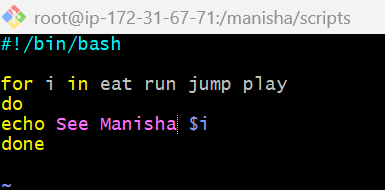 root@ip-172-31-67-71:/manisha/scripts
#!/bin/bash
for i in eat run jump play
do
echo See Manisha $i
done
~